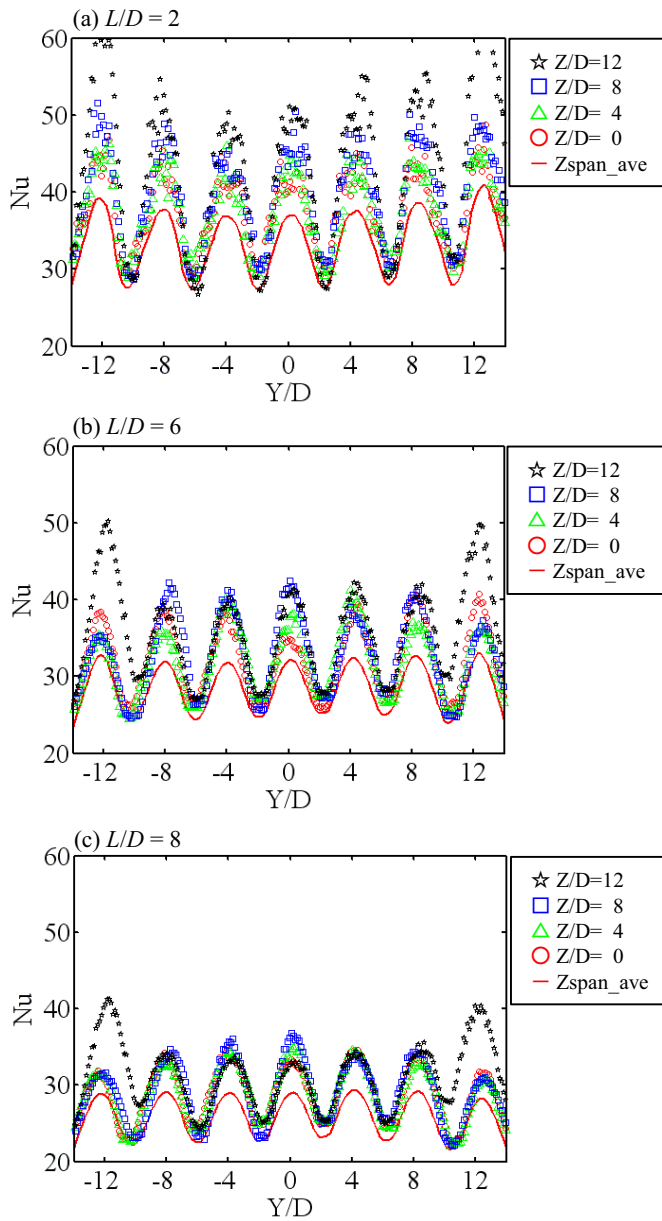 (a) L/D = 2
60
50
40
30
20
Nu
-12 -8 -4 0 4 8 12
Y/D
Z/D=12
Z/D= 8
Z/D= 4
Z/D= 0
Zspan_ave
(b) L/D = 6
60
50
40
30
20
Nu
-12 -8 -4 0 4 8 12
Y/D
Z/D=12
Z/D= 8
Z/D= 4
Z/D= 0
Zspan_ave
(c) L/D = 8
60
50
40
30
20
Nu
-12 -8 -4 0 4 8 12
Y/D
Z/D=12
Z/D= 8
Z/D= 4
Z/D= 0
Zspan_ave